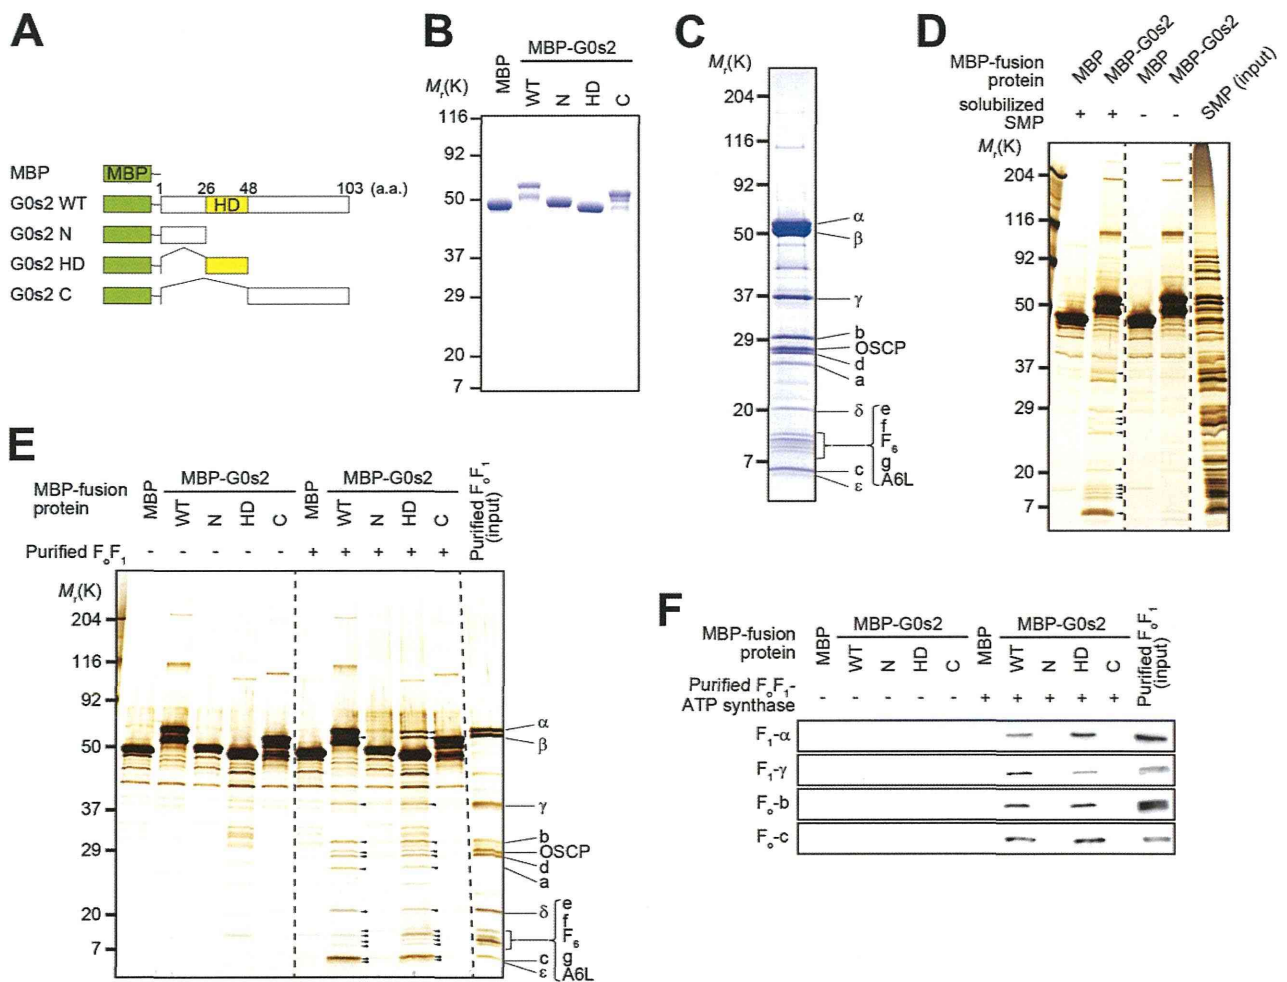 A
MBP
MBP
1 26 48 103 (a.a.)
G0s2 WT
HD
G0s2 N
G0s2 HD
G0s2 C
B
MBP-G0s2
MBP
WT
N
HD
C
Mr(K)
116
92
50
37
29
20
7
C
Mr(K)
204
116
92
50
37
29
20
7
α
β
γ
b
OSCP
d
a
δ
e
f
F6
g
A6L
c
ε
D
MBP-fusion protein
MBP
MBP-G0s2
MBP
MBP-G0s2
SMP (input)
solubilized SMP
+ + - -
Mr(K)
204
116
92
50
37
29
20
7
E
MBP-fusion protein
MBP
MBP-G0s2
WT
N
HD
C
MBP
MBP-G0s2
WT
N
HD
C
Purified FoF1 (input)
Purified FoF1
- - - - - + + + + +
Mr(K)
204
116
92
50
37
29
20
7
α
β
γ
b
OSCP
d
a
δ
e
f
F6
g
A6L
c
ε
F
MBP-fusion protein
MBP
MBP-G0s2
WT
N
HD
C
MBP
MBP-G0s2
WT
N
HD
C
Purified FoF1 (input)
Purified FoF1-
ATP synthase
- - - - - + + + + +
F1-α
F1-γ
Fo-b
Fo-c